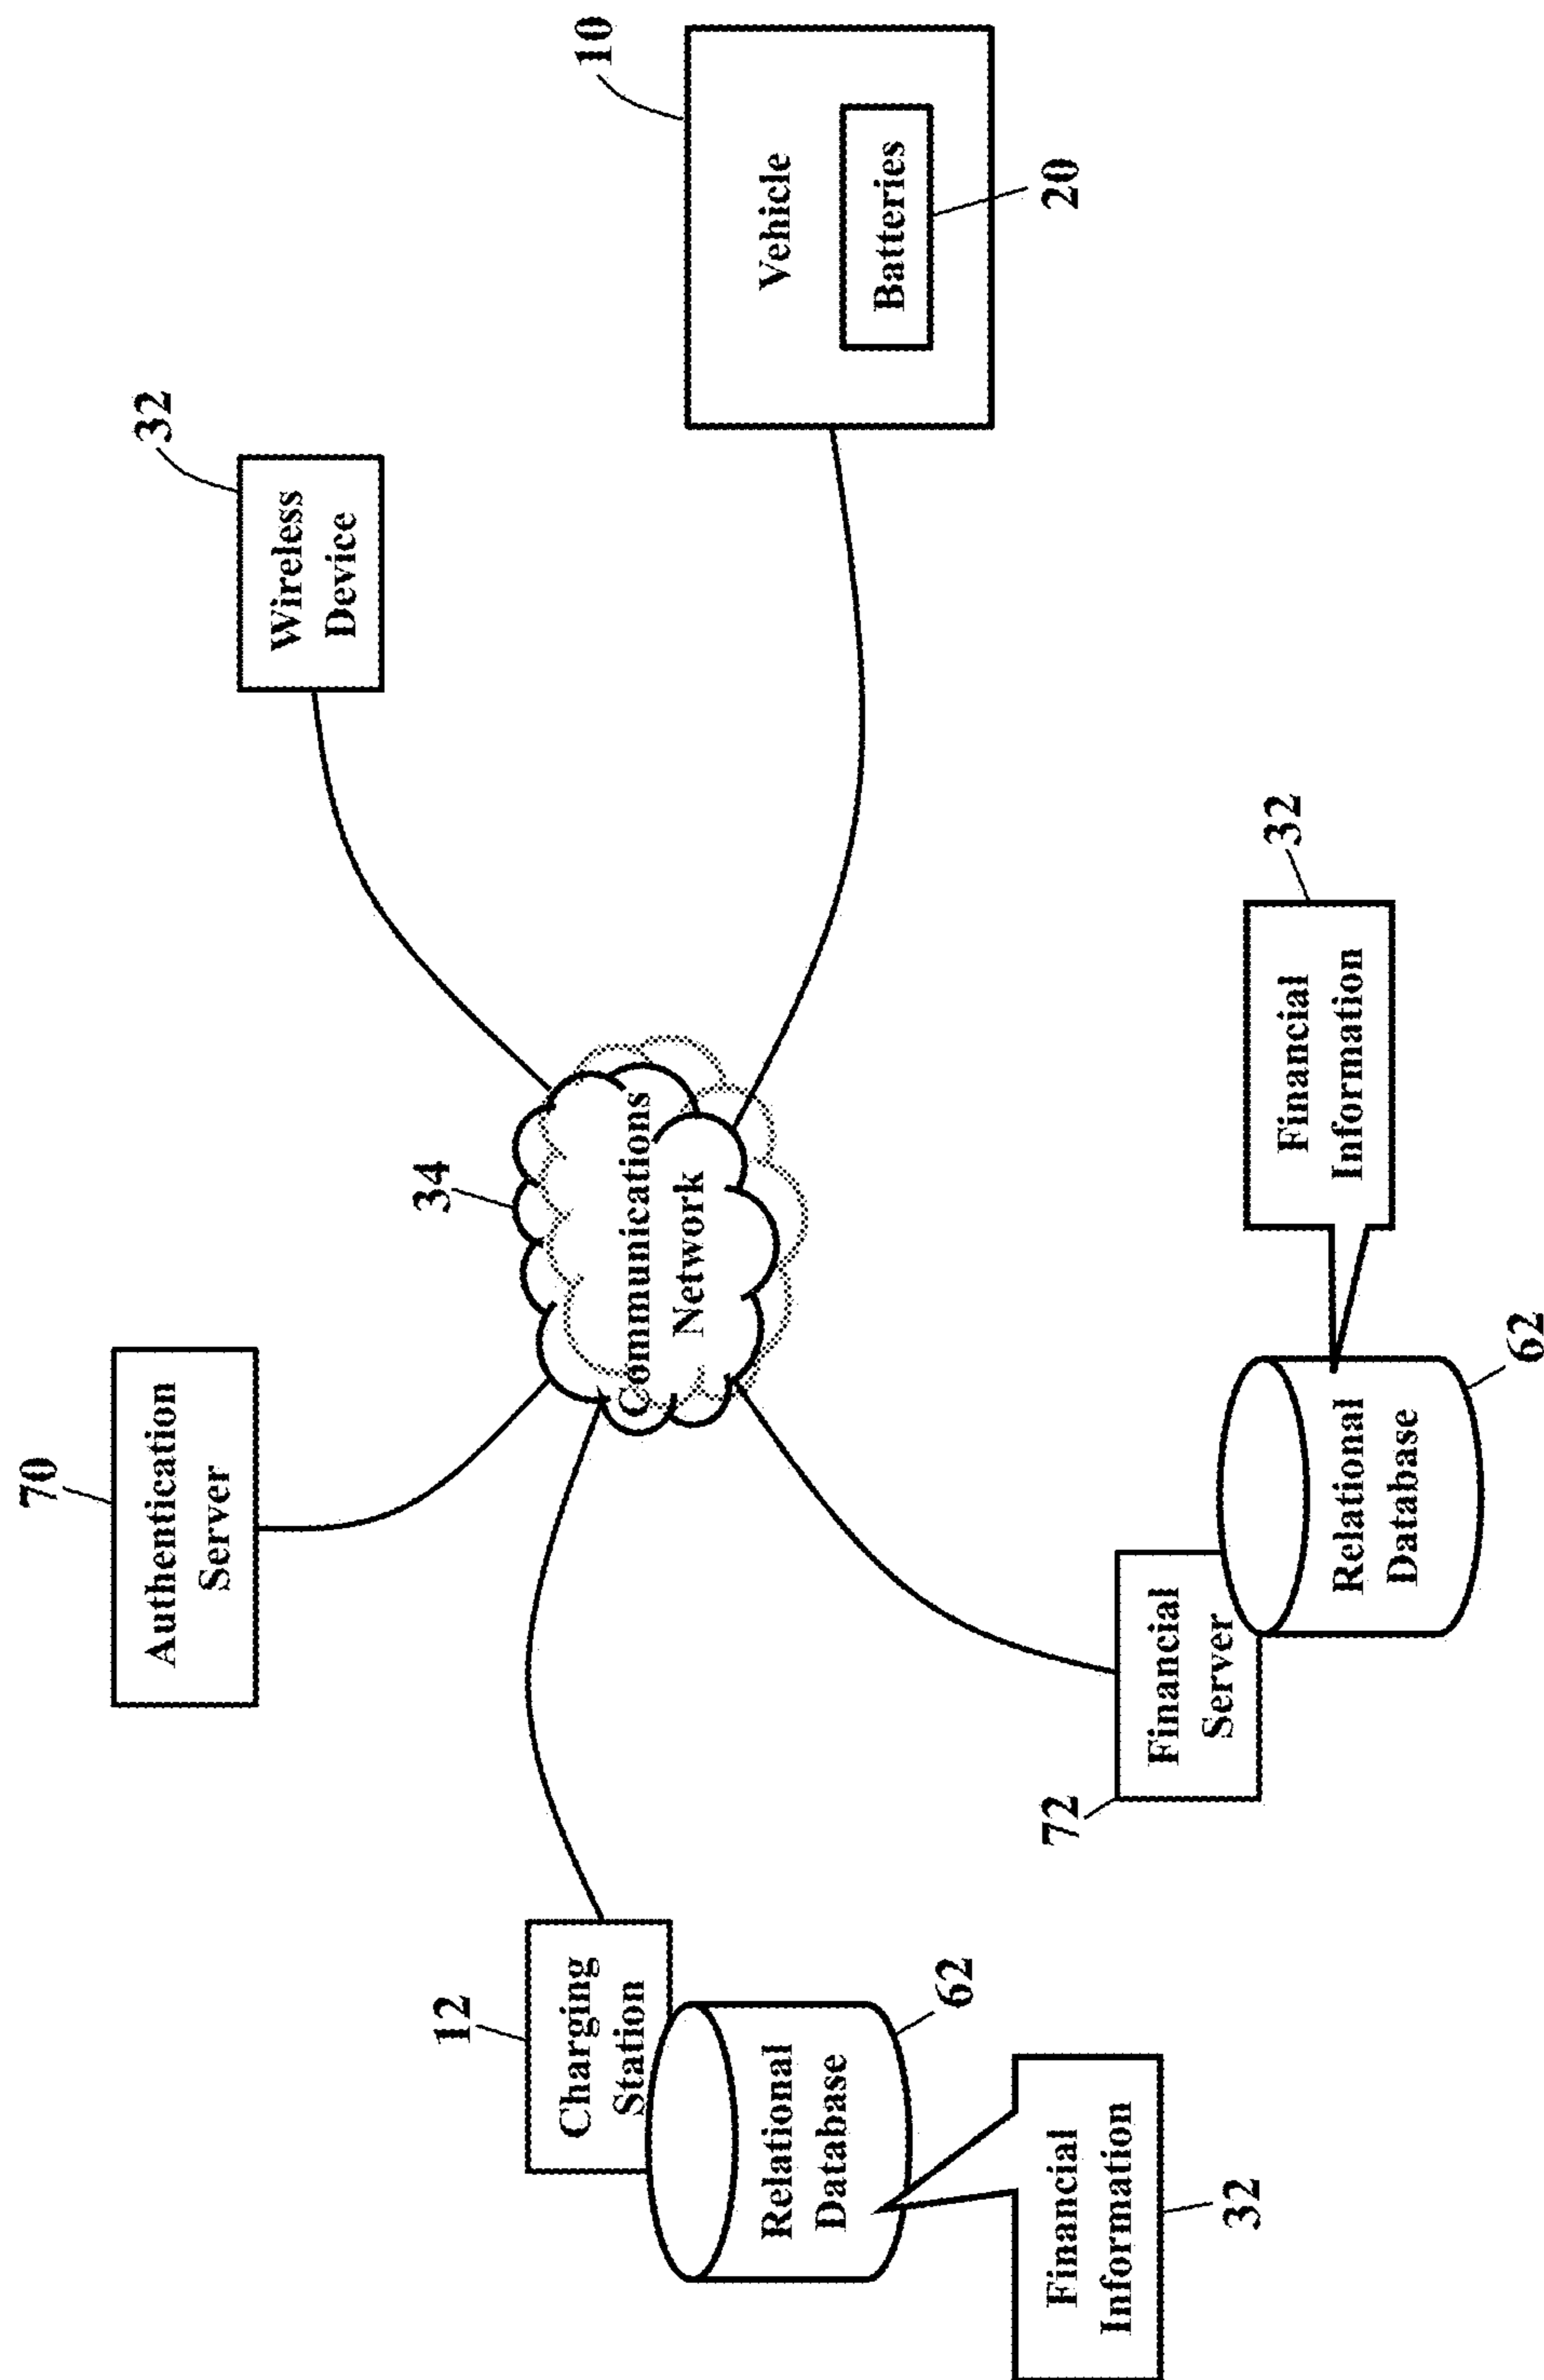 70
Authentication
Server
32
Wireless
Device
34
Communications
Network
12
Charging
Station
Relational
Database
62
Financial
Information
32
10
Vehicle
Batteries
20
72
Financial
Server
Relational
Database
62
Financial
Information
32